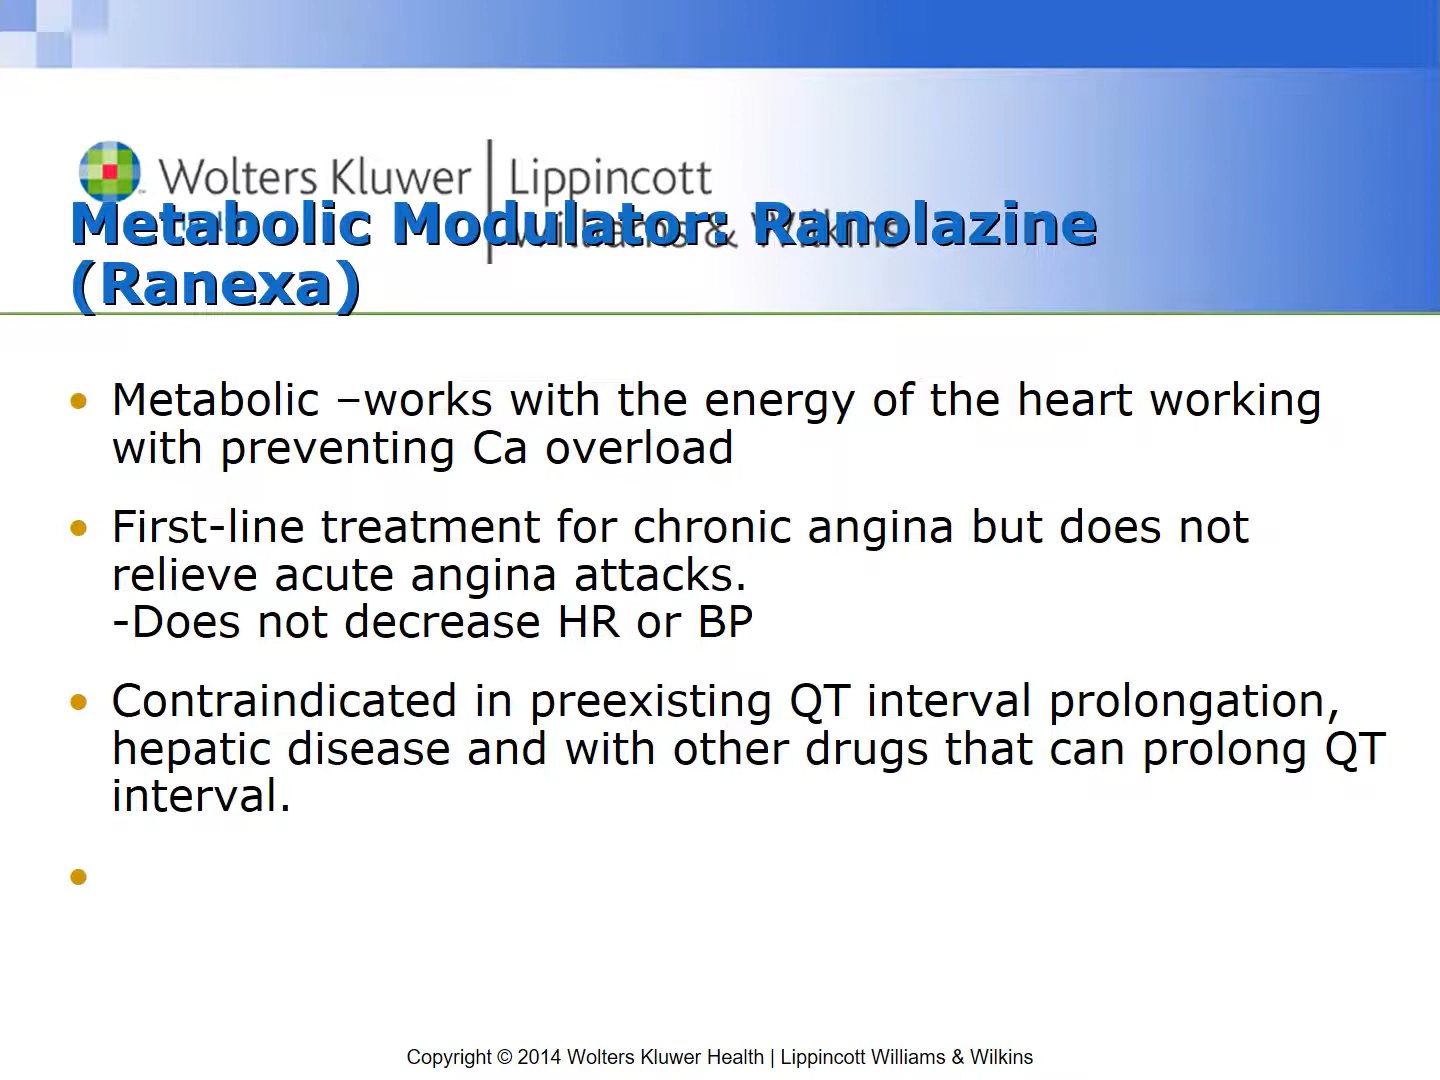 Wolters Kluwer | Lippincott
Williams & Wilkins
Metabolic Modulator: Ranolazine
(Ranexa)
• Metabolic –works with the energy of the heart working
with preventing Ca overload
• First-line treatment for chronic angina but does not
relieve acute angina attacks.
-Does not decrease HR or BP
• Contraindicated in preexisting QT interval prolongation,
hepatic disease and with other drugs that can prolong QT
interval.
•
Copyright © 2014 Wolters Kluwer Health | Lippincott Williams & Wilkins